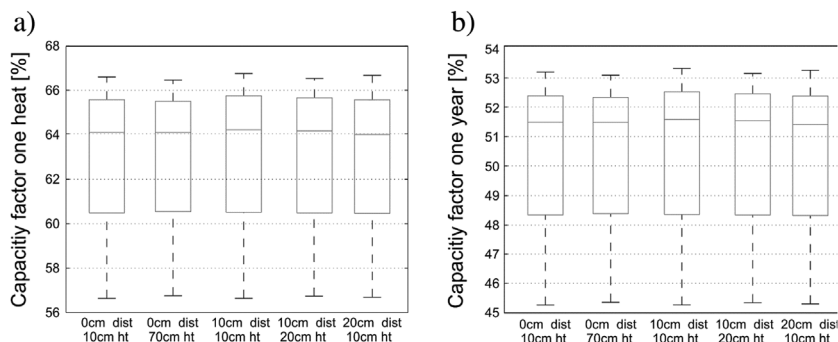 a)
Capacitiy factor one heat [%]
68
66
64
62
60
58
56
0cm dist 0cm dist 10cm dist 10cm dist 20cm dist
10cm ht 70cm ht 10cm ht 20cm ht 10cm ht
b)
Capacitiy factor one year [%]
54
53
52
51
50
49
48
47
46
45
0cm dist 0cm dist 10cm dist 10cm dist 20cm dist
10cm ht 70cm ht 10cm ht 20cm ht 10cm ht